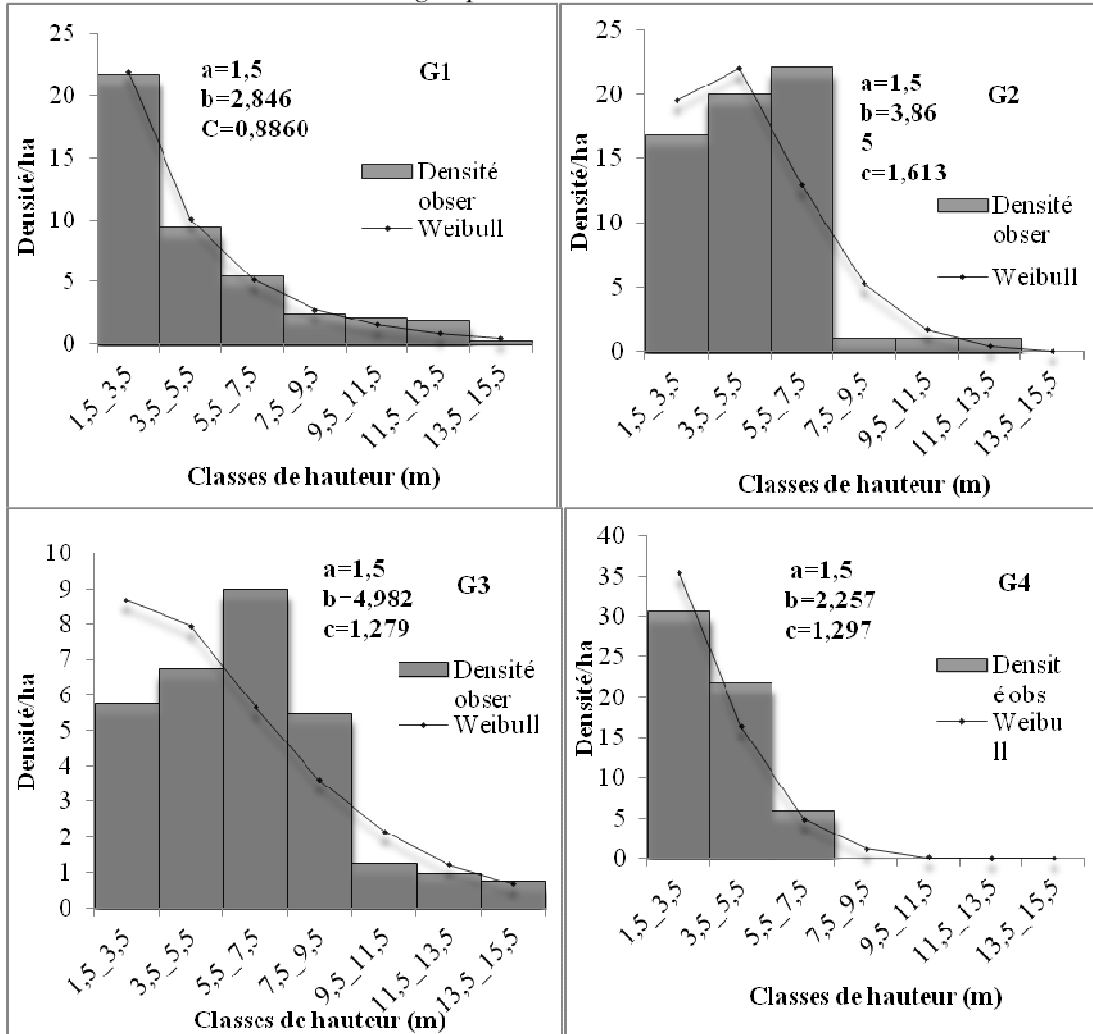 25
20
15
10
5
0
Densité/ha
a=1,5
b=2,846
C=0,8860
G1
Densité
obser
Weibull
1,5_3,5
3,5_5,5
5,5_7,5
7,5_9,5
9,5_11,5
11,5_13,5
13,5_15,5
Classes de hauteur (m)
25
20
15
10
5
0
Densité/ha
a=1,5
b=3,86
5
c=1,613
G2
Densité
obser
Weibull
1,5_3,5
3,5_5,5
5,5_7,5
7,5_9,5
9,5_11,5
11,5_13,5
13,5_15,5
Classes de hauteur (m)
10
9
8
7
6
5
4
3
2
1
0
Densité/ha
a=1,5
b=4,982
c=1,279
G3
Densité
obser
Weibull
1,5_3,5
3,5_5,5
5,5_7,5
7,5_9,5
9,5_11,5
11,5_13,5
13,5_15,5
Classes de hauteur (m)
40
35
30
25
20
15
10
5
0
Densité/ha
a=1,5
b=2,257
c=1,297
G4
Densit
é obs
Weibu
ll
1,5_3,5
3,5_5,5
5,5_7,5
7,5_9,5
9,5_11,5
11,5_13,5
13,5_15,5
Classes de hauteur (m)